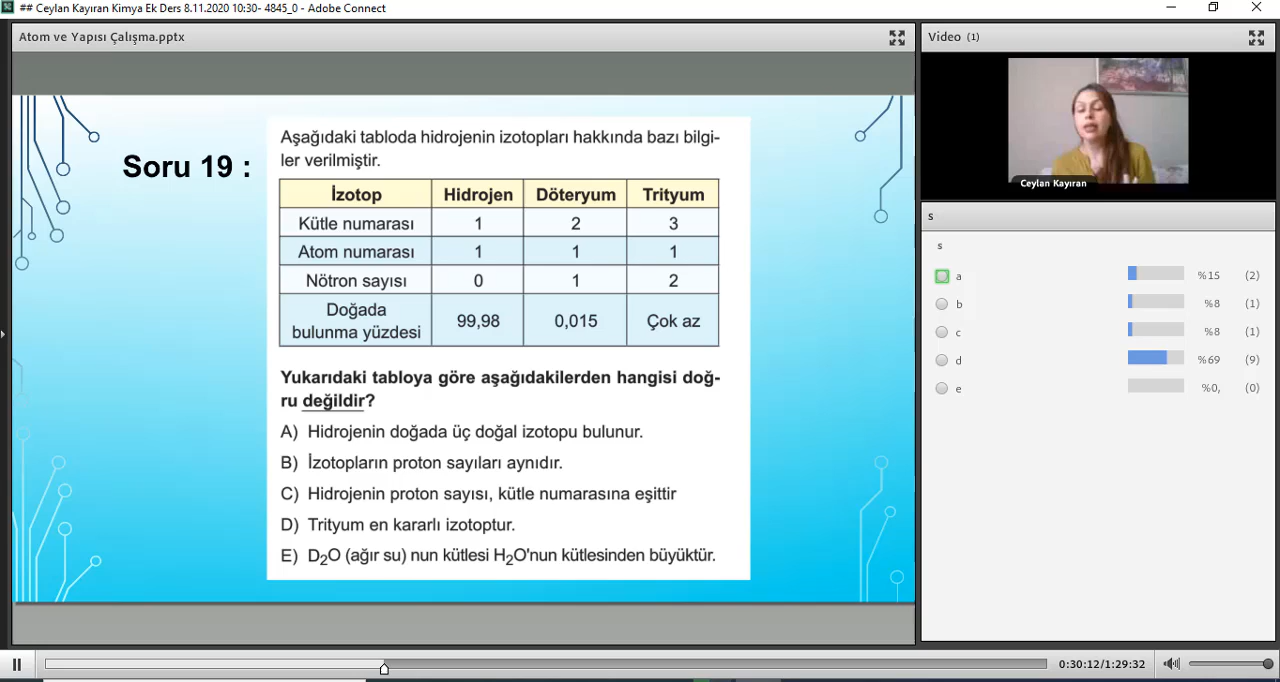 ## Ceylan Kayıran Kimya Ek Ders 8.11.2020 10:30- 4845_0 - Adobe Connect
Atom ve Yapısı Çalışma.pptx
Soru 19 :
Aşağıdaki tabloda hidrojenin izotopları hakkında bazı bilgi-
ler verilmiştir.
İzotop Hidrojen Döteryum Trityum
Kütle numarası 1 2 3
Atom numarası 1 1 1
Nötron sayısı 0 1 2
Doğada
bulunma yüzdesi 99,98 0,015 Çok az
Yukarıdaki tabloya göre aşağıdakilerden hangisi doğ-
ru değildir?
A) Hidrojenin doğada üç doğal izotopu bulunur.
B) İzotopların proton sayıları aynıdır.
C) Hidrojenin proton sayısı, kütle numarasına eşittir
D) Trityum en kararlı izotoptur.
E) D2O (ağır su) nun kütlesi H2O'nun kütlesinden büyüktür.
Video (1)
Ceylan Kayıran
s
s
a %15 (2)
b %8 (1)
c %8 (1)
d %69 (9)
e %0, (0)
0:30:12/1:29:32